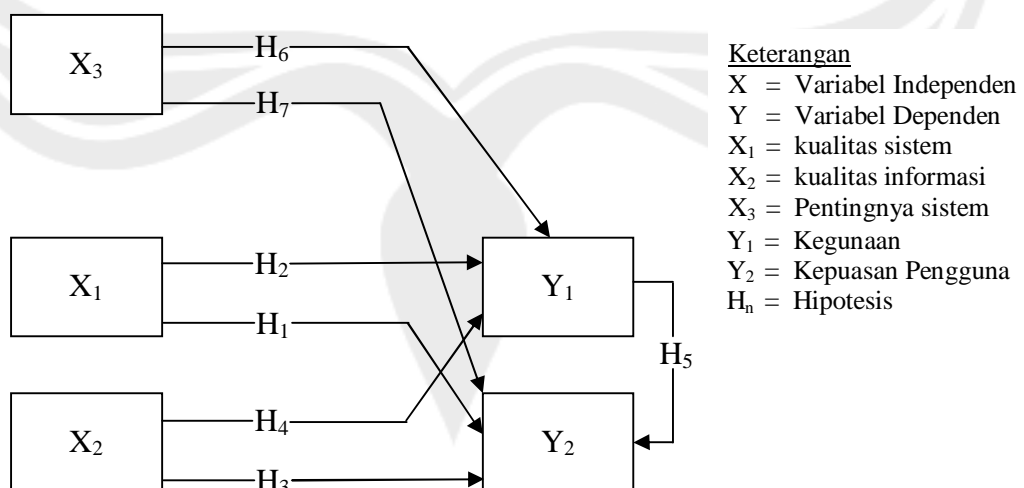 X₃
H₆
H₇
X₁
H₂
H₁
X₂
H₄
H₃
Y₁
H₅
Y₂
Keterangan
X = Variabel Independen
Y = Variabel Dependen
X₁ = kualitas sistem
X₂ = kualitas informasi
X₃ = Pentingnya sistem
Y₁ = Kegunaan
Y₂ = Kepuasan Pengguna
Hₙ = Hipotesis